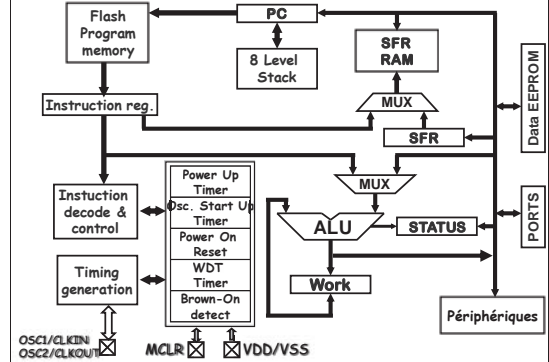 Flash
Program
memory
PC
8 Level
Stack
SFR
RAM
Data EEPROM
Instruction reg.
MUX
SFR
Power Up
Timer
Osc. Start Up
Timer
Power On
Reset
WDT
Timer
Brown-On
detect
MUX
Instuction
decode &
control
ALU
STATUS
PORTS
Timing
generation
Work
Périphériques
OSC1/CLKIN
OSC2/CLKOUT
MCLR
VDD/VSS